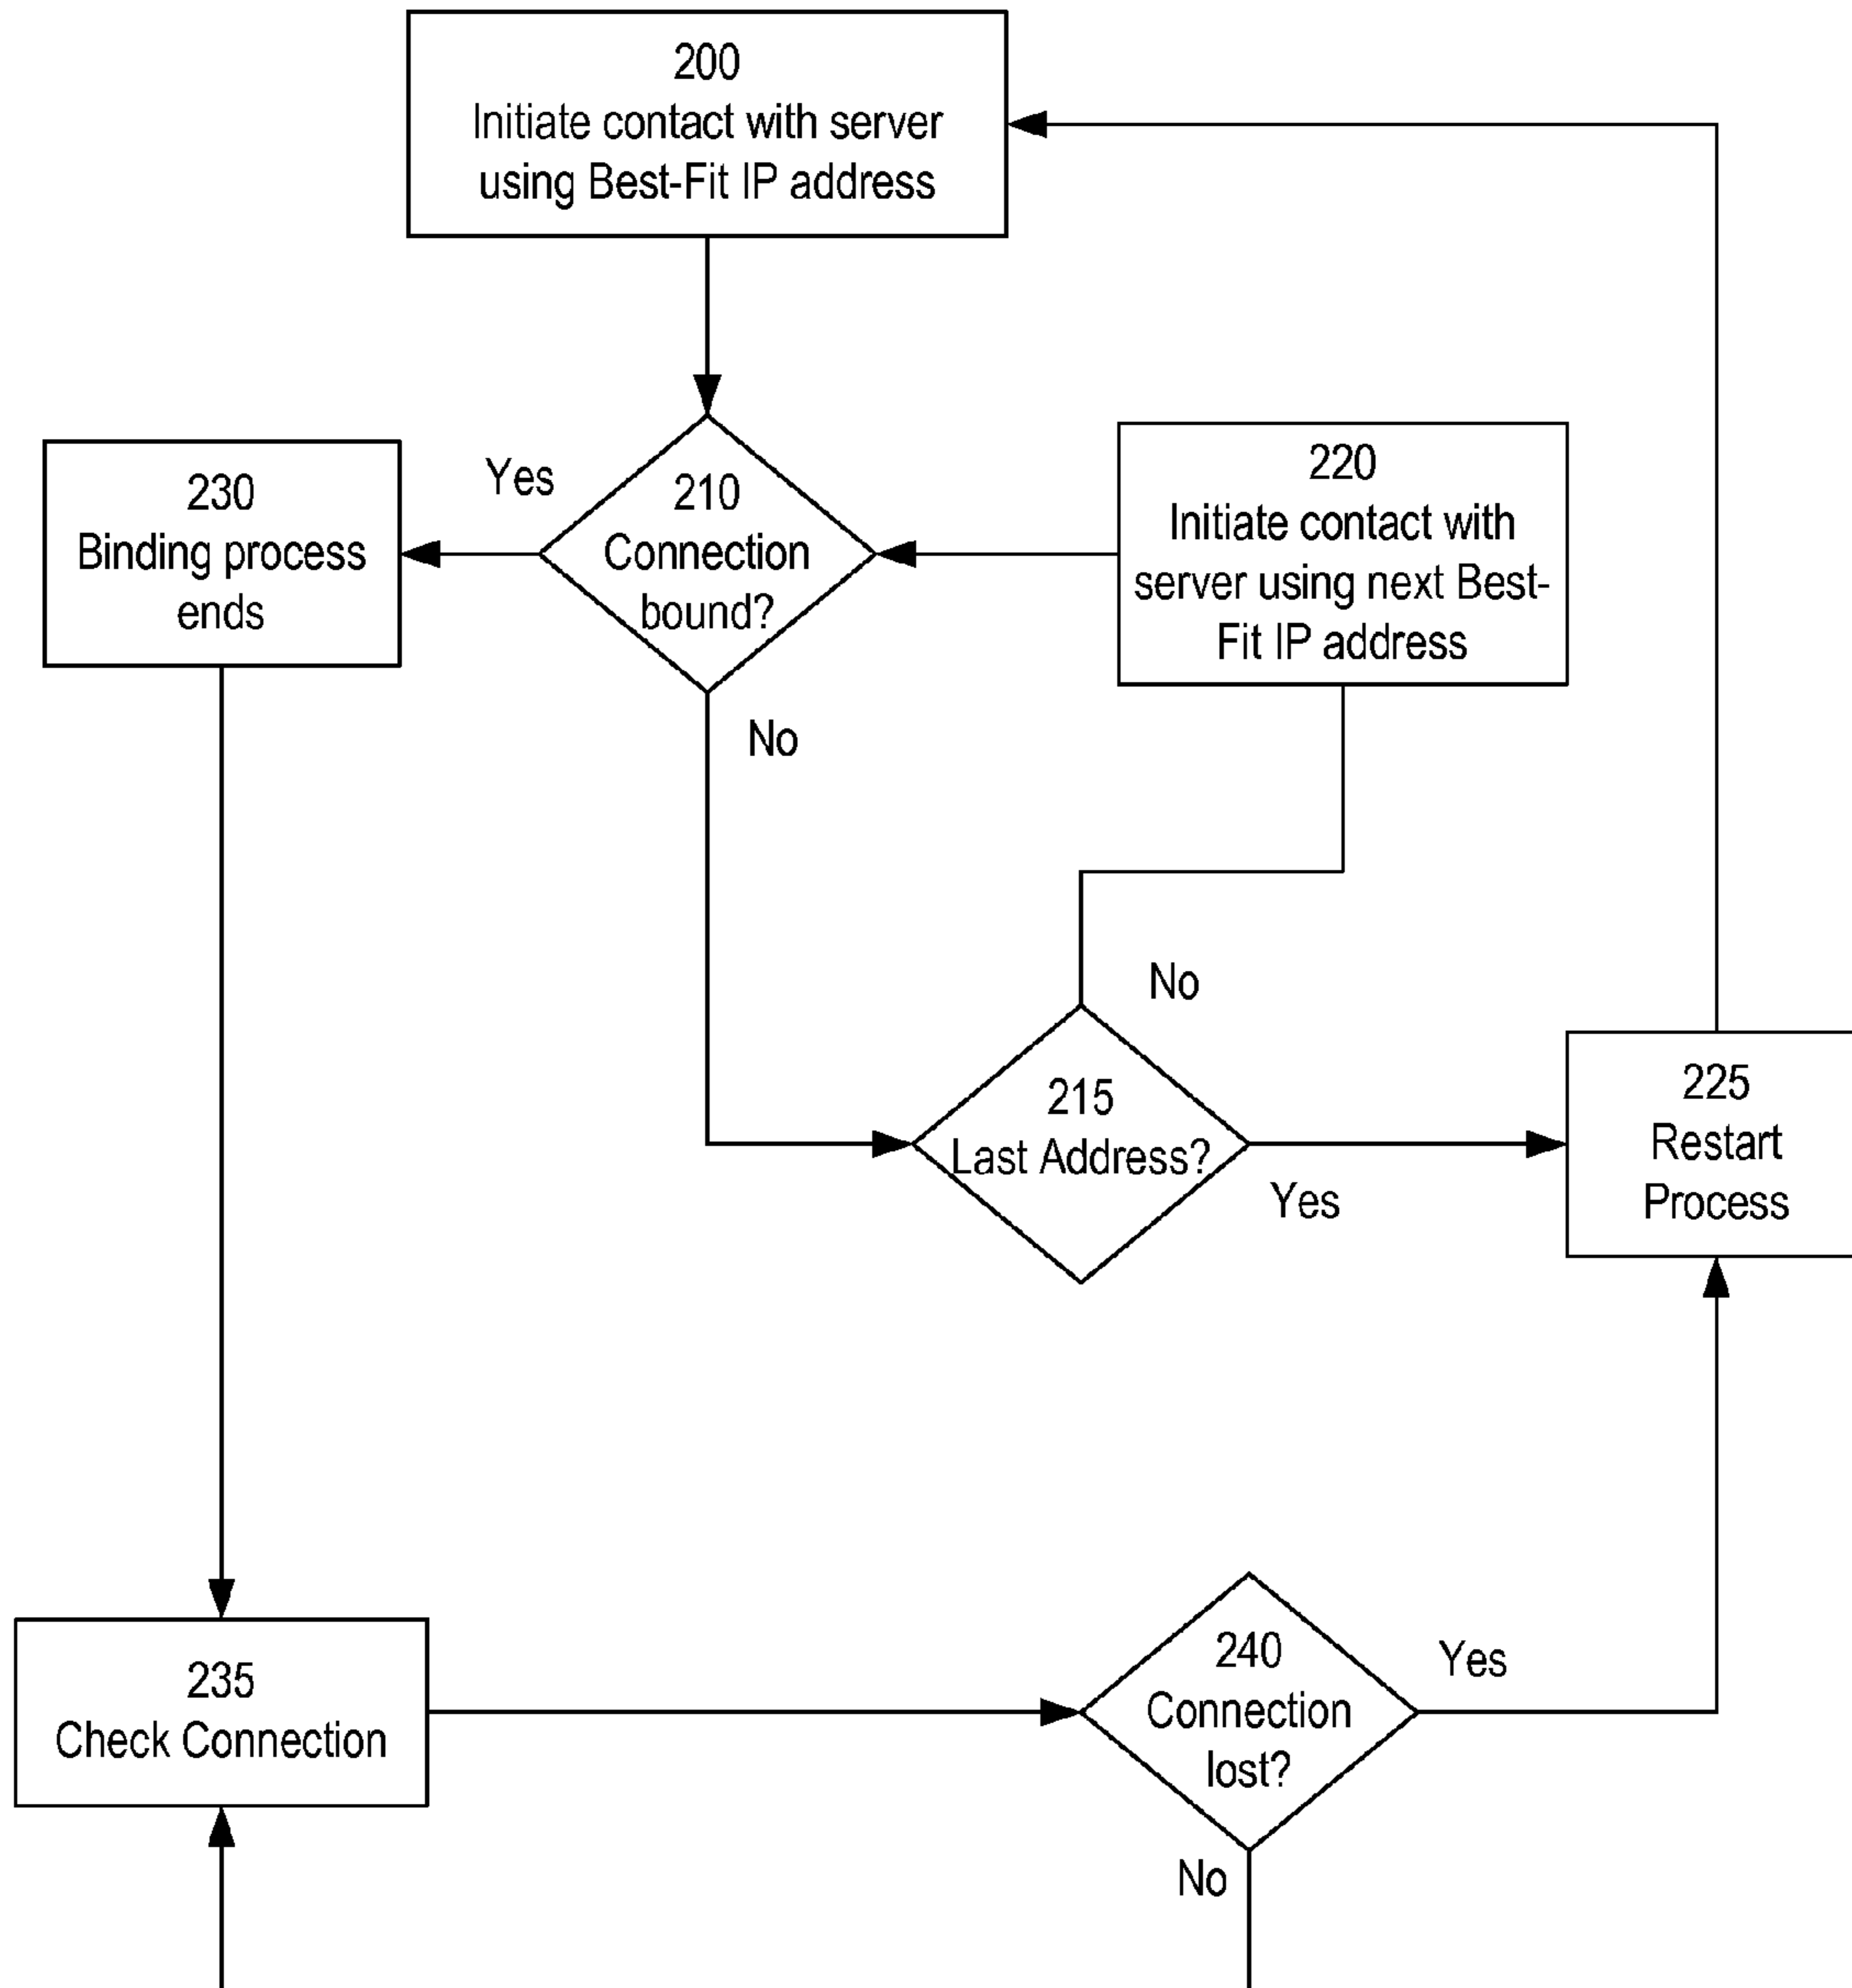 200
Initiate contact with server
using Best-Fit IP address
230
Binding process
ends
Yes
210
Connection
bound?
220
Initiate contact with
server using next Best-
Fit IP address
No
No
215
Last Address?
Yes
225
Restart
Process
235
Check Connection
240
Connection
lost?
Yes
No